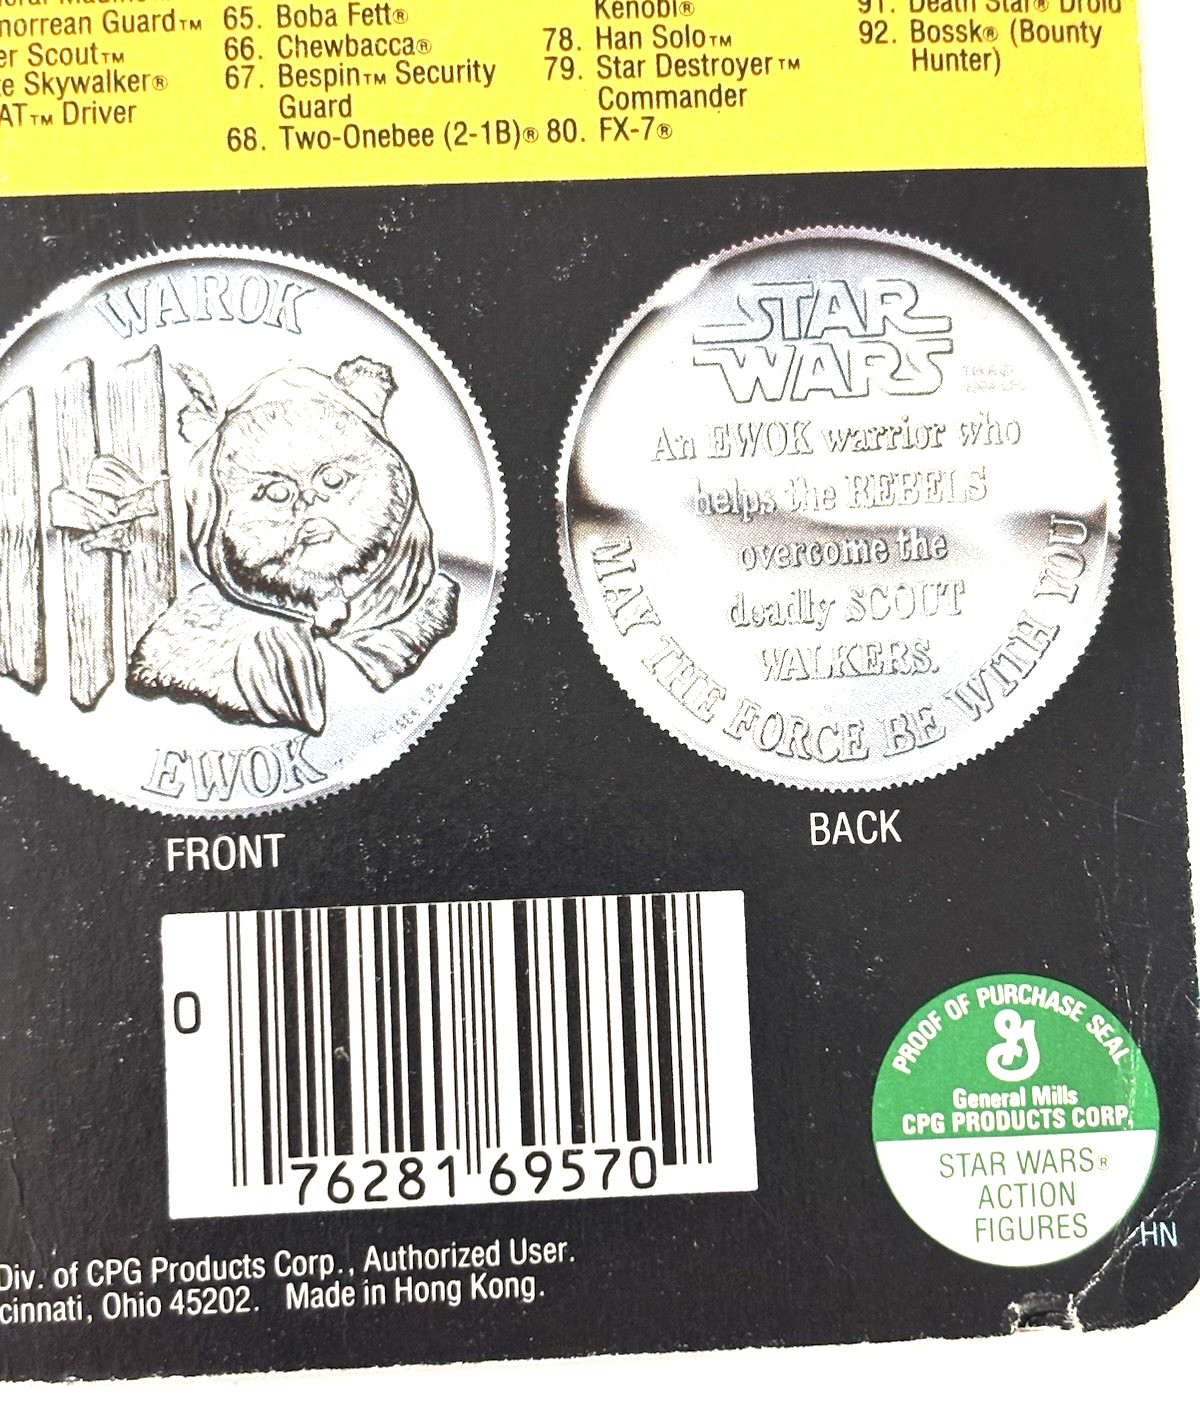 norrean Guard™
er Scout™
e Skywalker®
AT™ Driver
65. Boba Fett®
66. Chewbacca®
67. Bespin™ Security
Guard
68. Two-Onebee (2-1B)®
Kenobi®
78. Han Solo™
79. Star Destroyer™
Commander
80. FX-7®
91. Death Star® Droid
92. Bossk® (Bounty
Hunter)
WAROK
EWOK
© 1984 LFL
FRONT
STAR
WARS
An EWOK warrior who
helps the REBELS
overcome the
deadly SCOUT
WALKERS.
MAY THE FORCE BE WITH YOU
BACK
0 76281 69570
PROOF OF PURCHASE SEAL
General Mills
CPG PRODUCTS CORP.
STAR WARS®
ACTION
FIGURES
HN
Div. of CPG Products Corp., Authorized User.
cinnati, Ohio 45202. Made in Hong Kong.